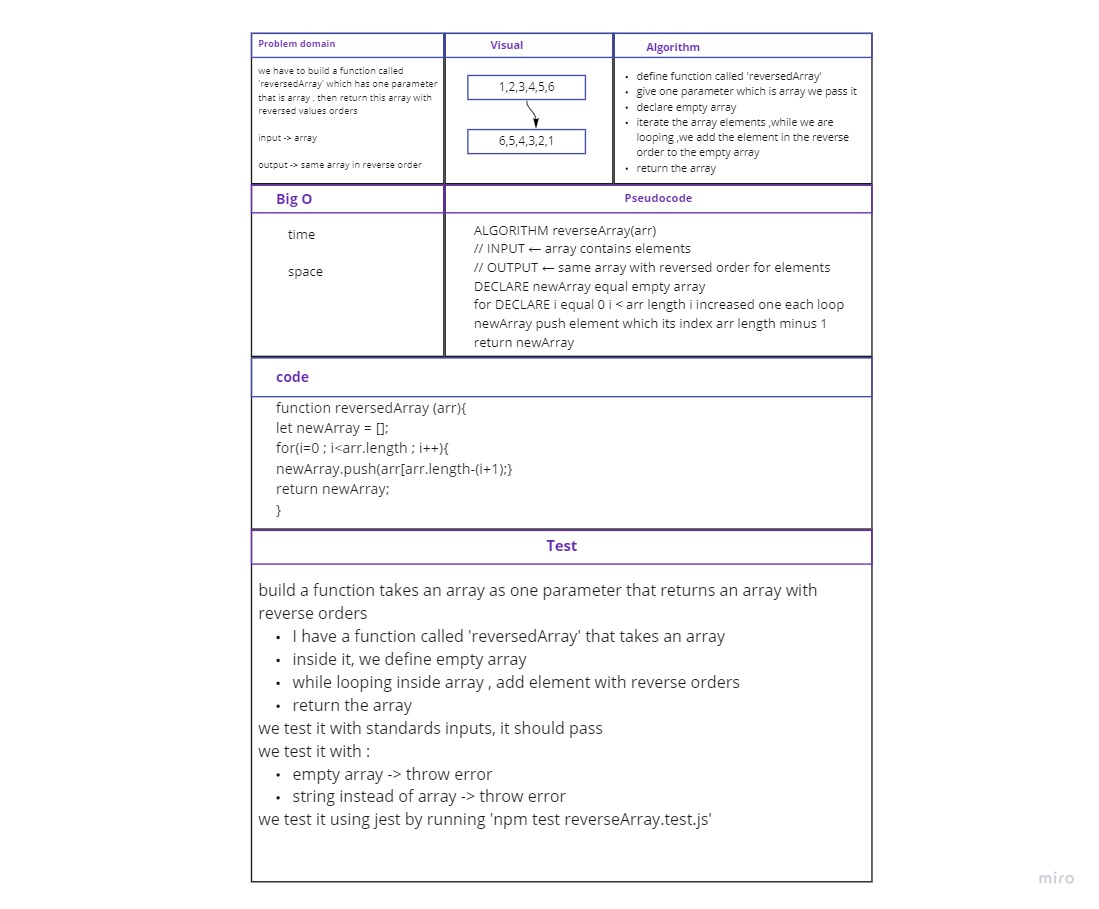 Problem domain
we have to build a function called
'reversedArray' which has one parameter
that is array , then return this array with
reversed values orders
input -> array
output -> same array in reverse order
Visual
1,2,3,4,5,6
6,5,4,3,2,1
Algorithm
• define function called 'reversedArray'
• give one parameter which is array we pass it
• declare empty array
• iterate the array elements ,while we are
looping ,we add the element in the reverse
order to the empty array
• return the array
Big O
time
space
Pseudocode
ALGORITHM reverseArray(arr)
// INPUT ← array contains elements
// OUTPUT ← same array with reversed order for elements
DECLARE newArray equal empty array
for DECLARE i equal 0 i < arr length i increased one each loop
newArray push element which its index arr length minus 1
return newArray
code
function reversedArray (arr){
let newArray = [];
for(i=0 ; i<arr.length ; i++){
newArray.push(arr[arr.length-(i+1);}
return newArray;
}
Test
build a function takes an array as one parameter that returns an array with
reverse orders
• I have a function called 'reversedArray' that takes an array
• inside it, we define empty array
• while looping inside array , add element with reverse orders
• return the array
we test it with standards inputs, it should pass
we test it with :
• empty array -> throw error
• string instead of array -> throw error
we test it using jest by running 'npm test reverseArray.test.js'
miro